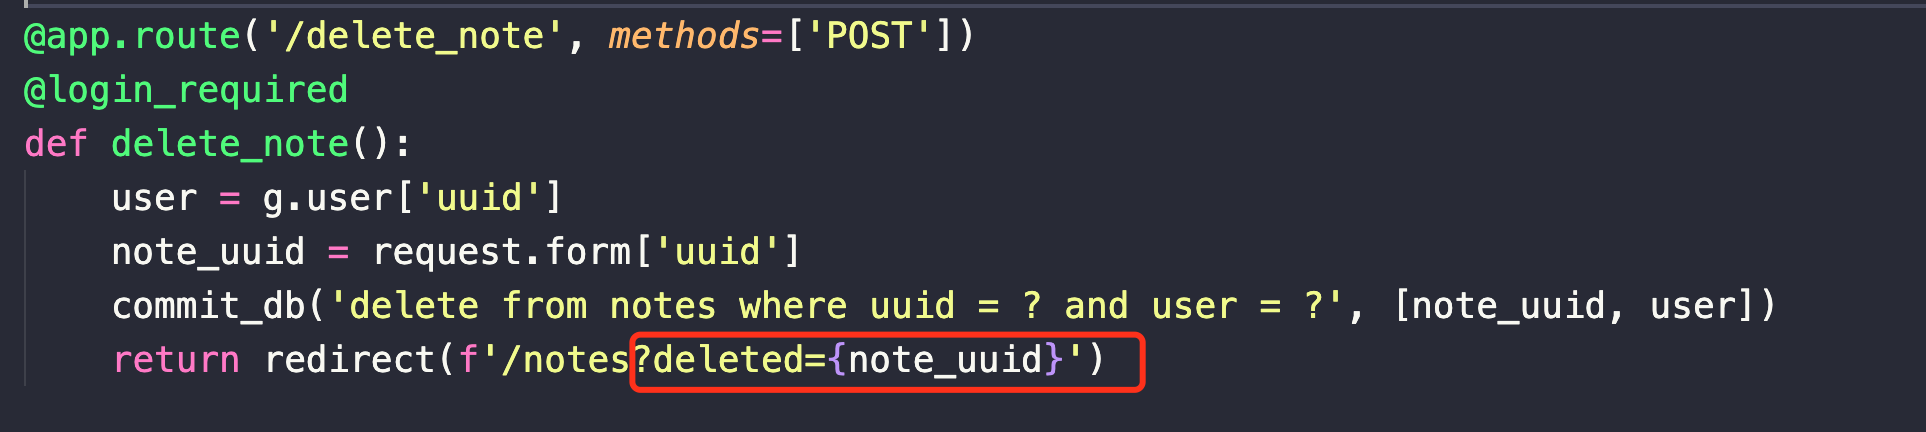 @app.route('/delete_note', methods=['POST'])
@login_required
def delete_note():
    user = g.user['uuid']
    note_uuid = request.form['uuid']
    commit_db('delete from notes where uuid = ? and user = ?', [note_uuid, user])
    return redirect(f'/notes?deleted={note_uuid}')